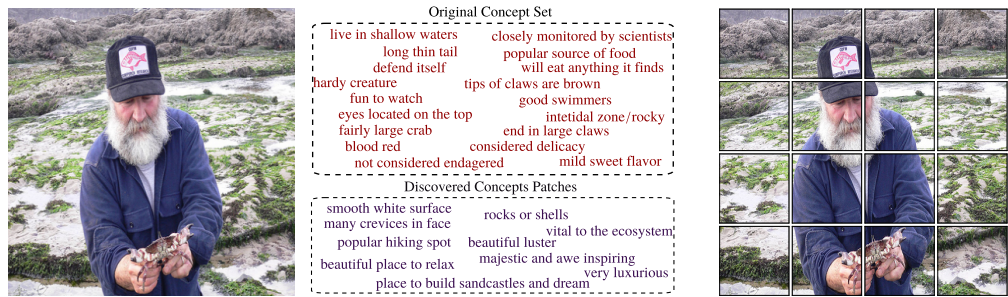 Original Concept Set
live in shallow waters
closely monitored by scientists
long thin tail
popular source of food
defend itself
will eat anything it finds
hardy creature
tips of claws are brown
fun to watch
good swimmers
eyes located on the top
intetidal zone/rocky
fairly large crab
end in large claws
blood red
considered delicacy
not considered endagered
mild sweet flavor
Discovered Concepts Patches
smooth white surface
rocks or shells
many crevices in face
vital to the ecosystem
popular hiking spot
beautiful luster
majestic and awe inspiring
beautiful place to relax
very luxurious
place to build sandcastles and dream